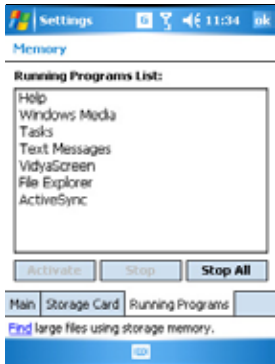 Settings G 11:34 ok
Memory
Running Programs List:
Help
Windows Media
Tasks
Text Messages
VidyaScreen
File Explorer
ActiveSync
Activate Stop Stop All
Main Storage Card Running Programs
Find large files using storage memory.